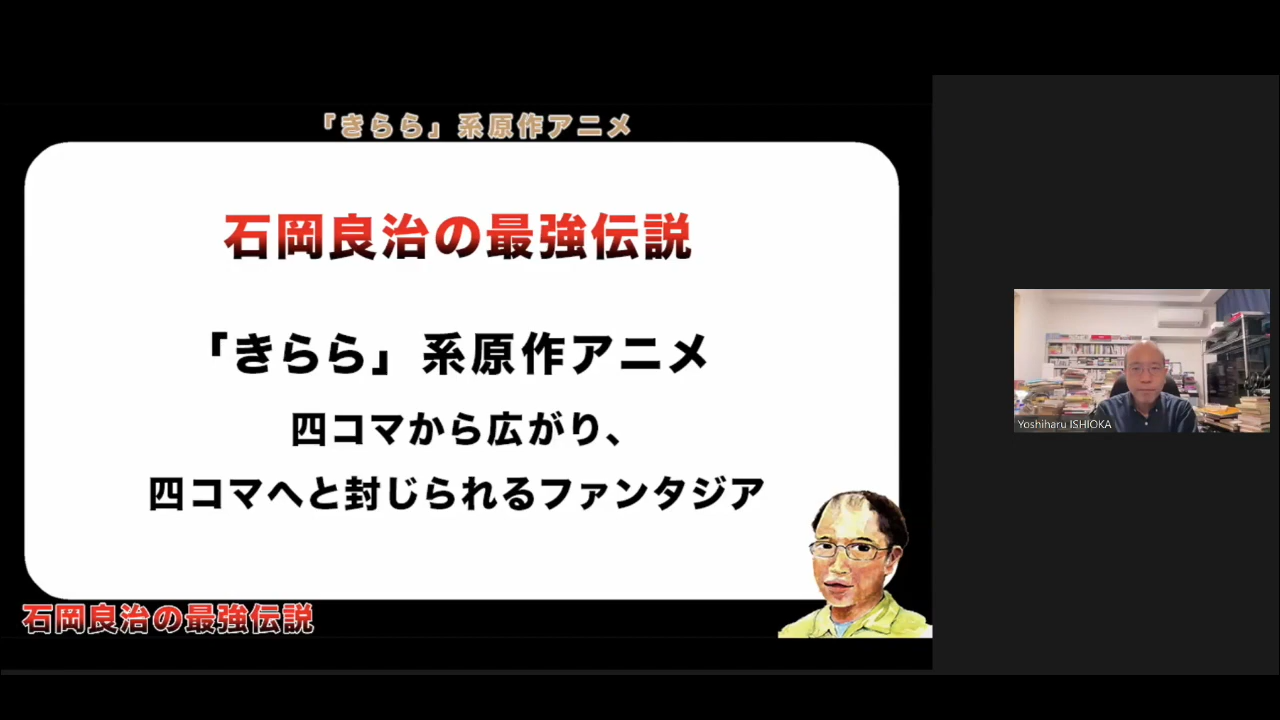 「きらら」系原作アニメ
石岡良治の最強伝説
「きらら」系原作アニメ
四コマから広がり、
四コマへと封じられるファンタジア
石岡良治の最強伝説
Yoshiharu ISHIOKA